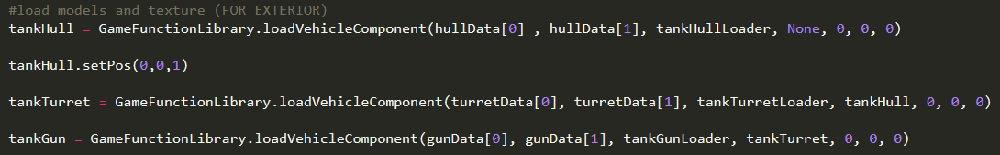 #load models and texture (FOR EXTERIOR)
tankHull = GameFunctionLibrary.loadVehicleComponent(hullData[0] , hullData[1], tankHullLoader, None, 0, 0, 0)
tankHull.setPos(0,0,1)
tankTurret = GameFunctionLibrary.loadVehicleComponent(turretData[0], turretData[1], tankTurretLoader, tankHull, 0, 0, 0)
tankGun = GameFunctionLibrary.loadVehicleComponent(gunData[0], gunData[1], tankGunLoader, tankTurret, 0, 0, 0)